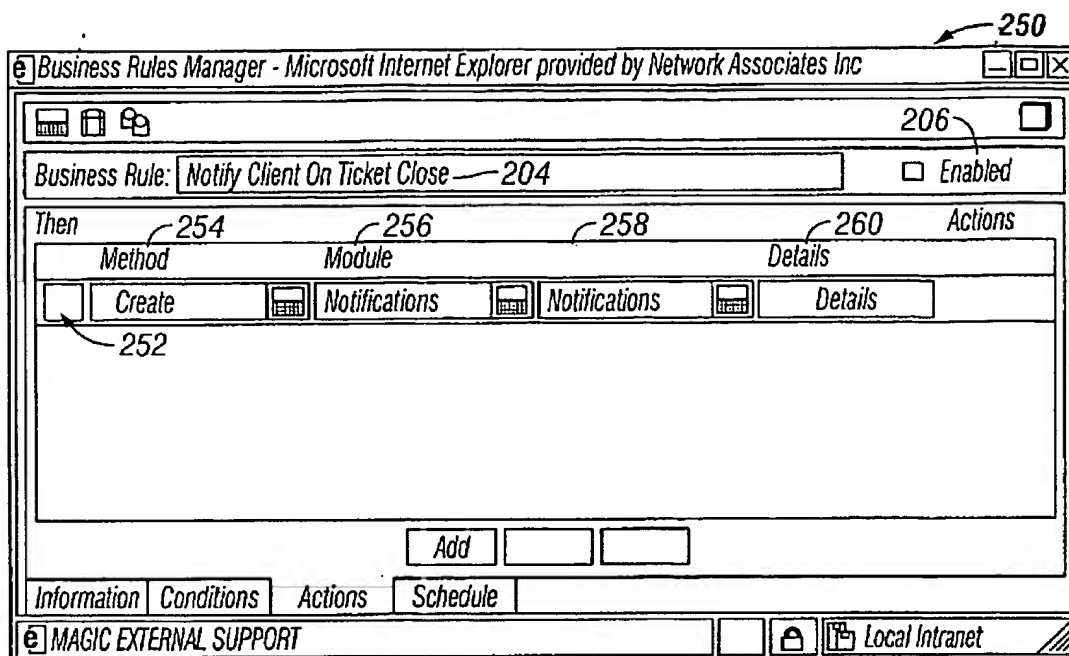 250
Business Rules Manager - Microsoft Internet Explorer provided by Network Associates Inc
206
Business Rule: Notify Client On Ticket Close 204 Enabled
Then 254 256 258 260 Actions
Method Module Details
Create Notifications Notifications Details
252
Add
Information Conditions Actions Schedule
e MAGIC EXTERNAL SUPPORT Local Intranet